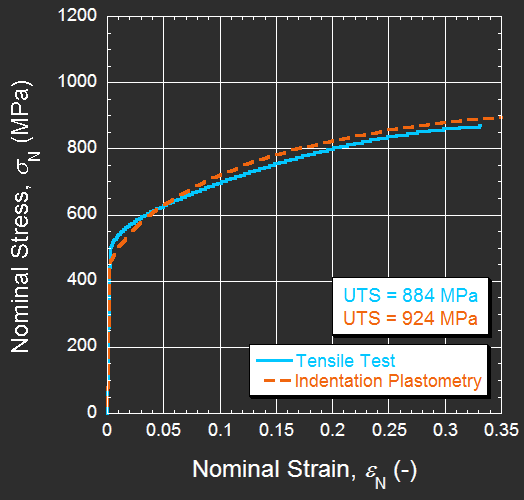 1200
1000
800
600
400
200
0
Nominal Stress, σN (MPa)
UTS = 884 MPa
UTS = 924 MPa
Tensile Test
Indentation Plastometry
0 0.05 0.1 0.15 0.2 0.25 0.3 0.35
Nominal Strain, εN (-)